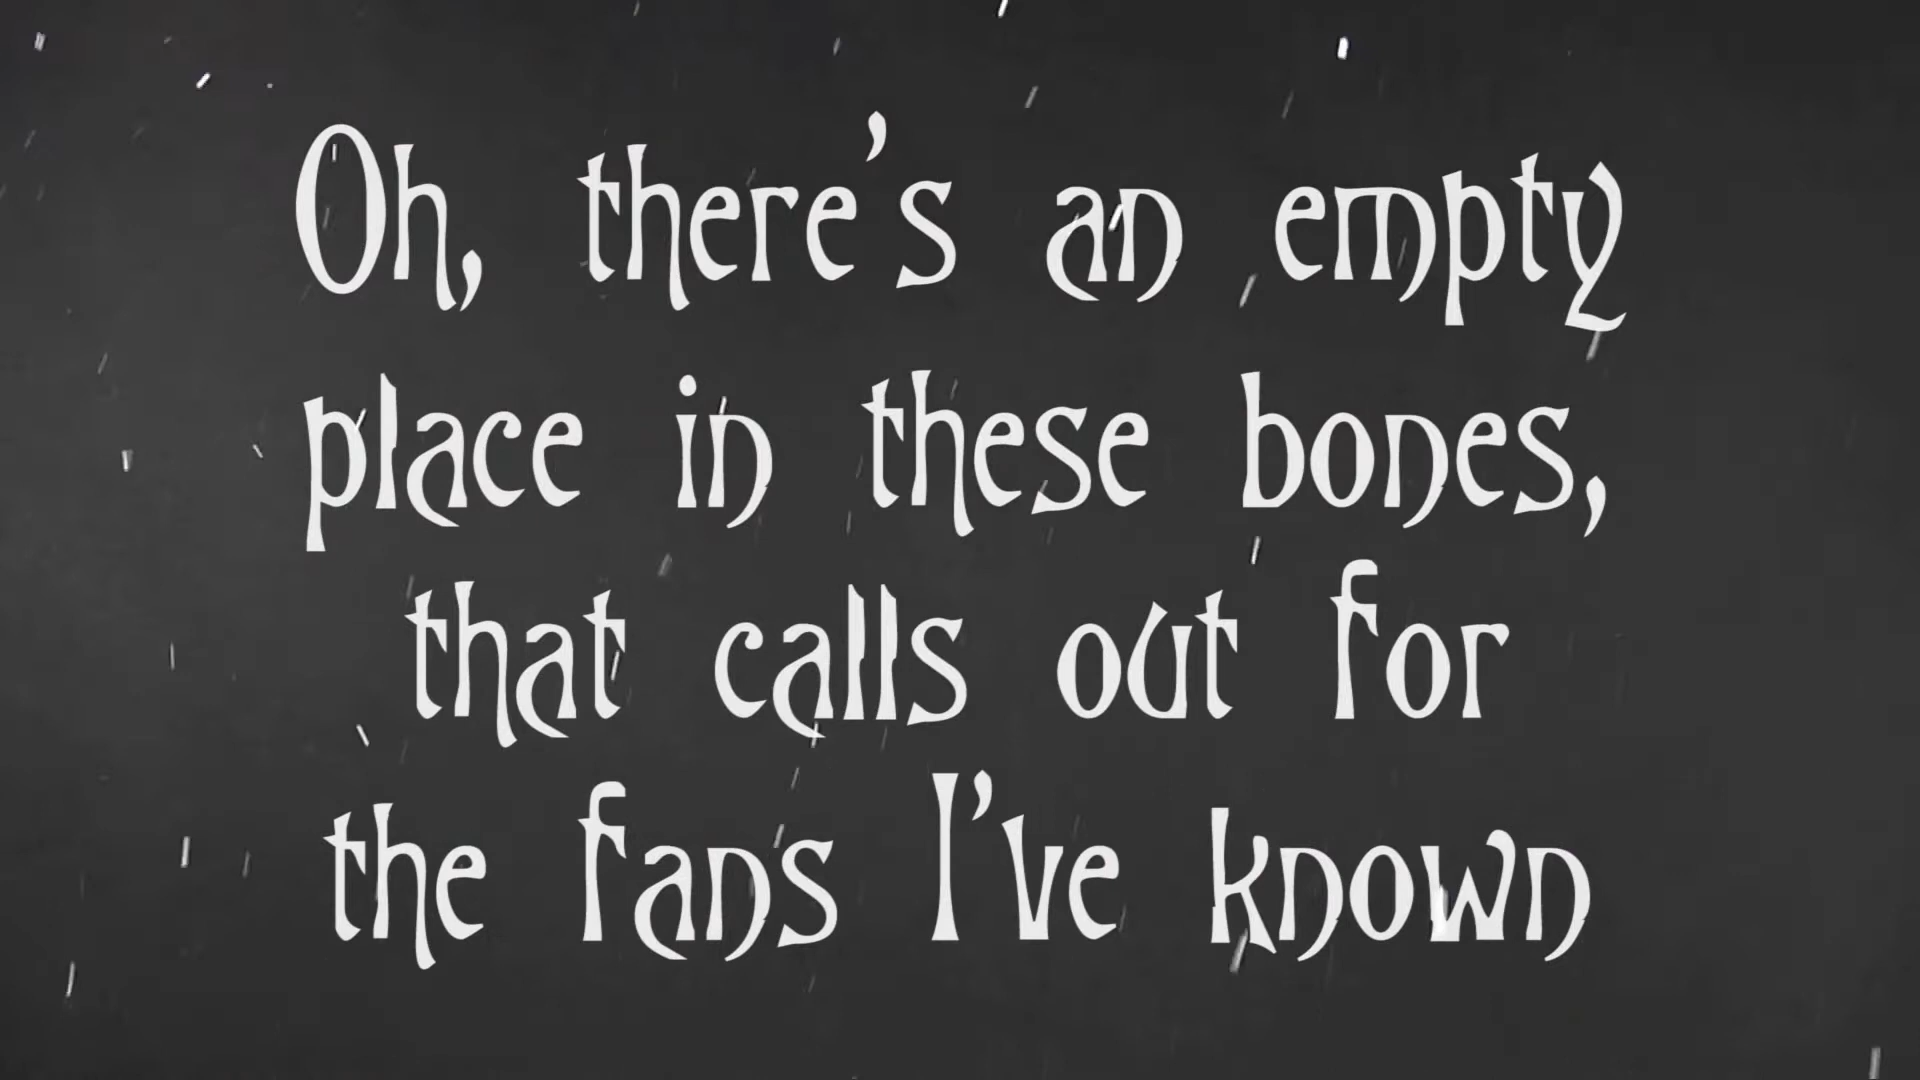 Oh, there's an empty
place in these bones,
that calls out for
the fans I've known